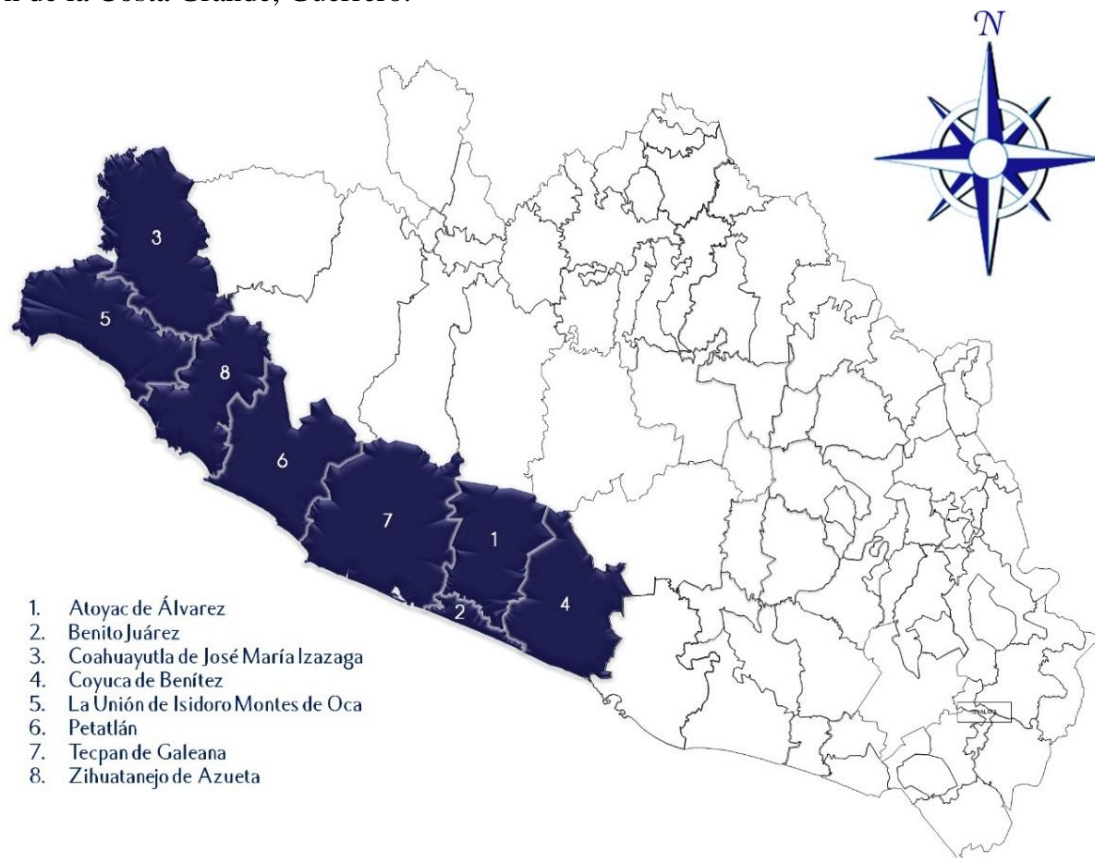 n de la Costa Grande, Guerrero.
N
3
5
8
6
7
1
2
4
1. Atoyac de Álvarez
2. Benito Juárez
3. Coahuayutla de José María Izazaga
4. Coyuca de Benítez
5. La Unión de Isidoro Montes de Oca
6. Petatlán
7. Tecpan de Galeana
8. Zihuatanejo de Azueta